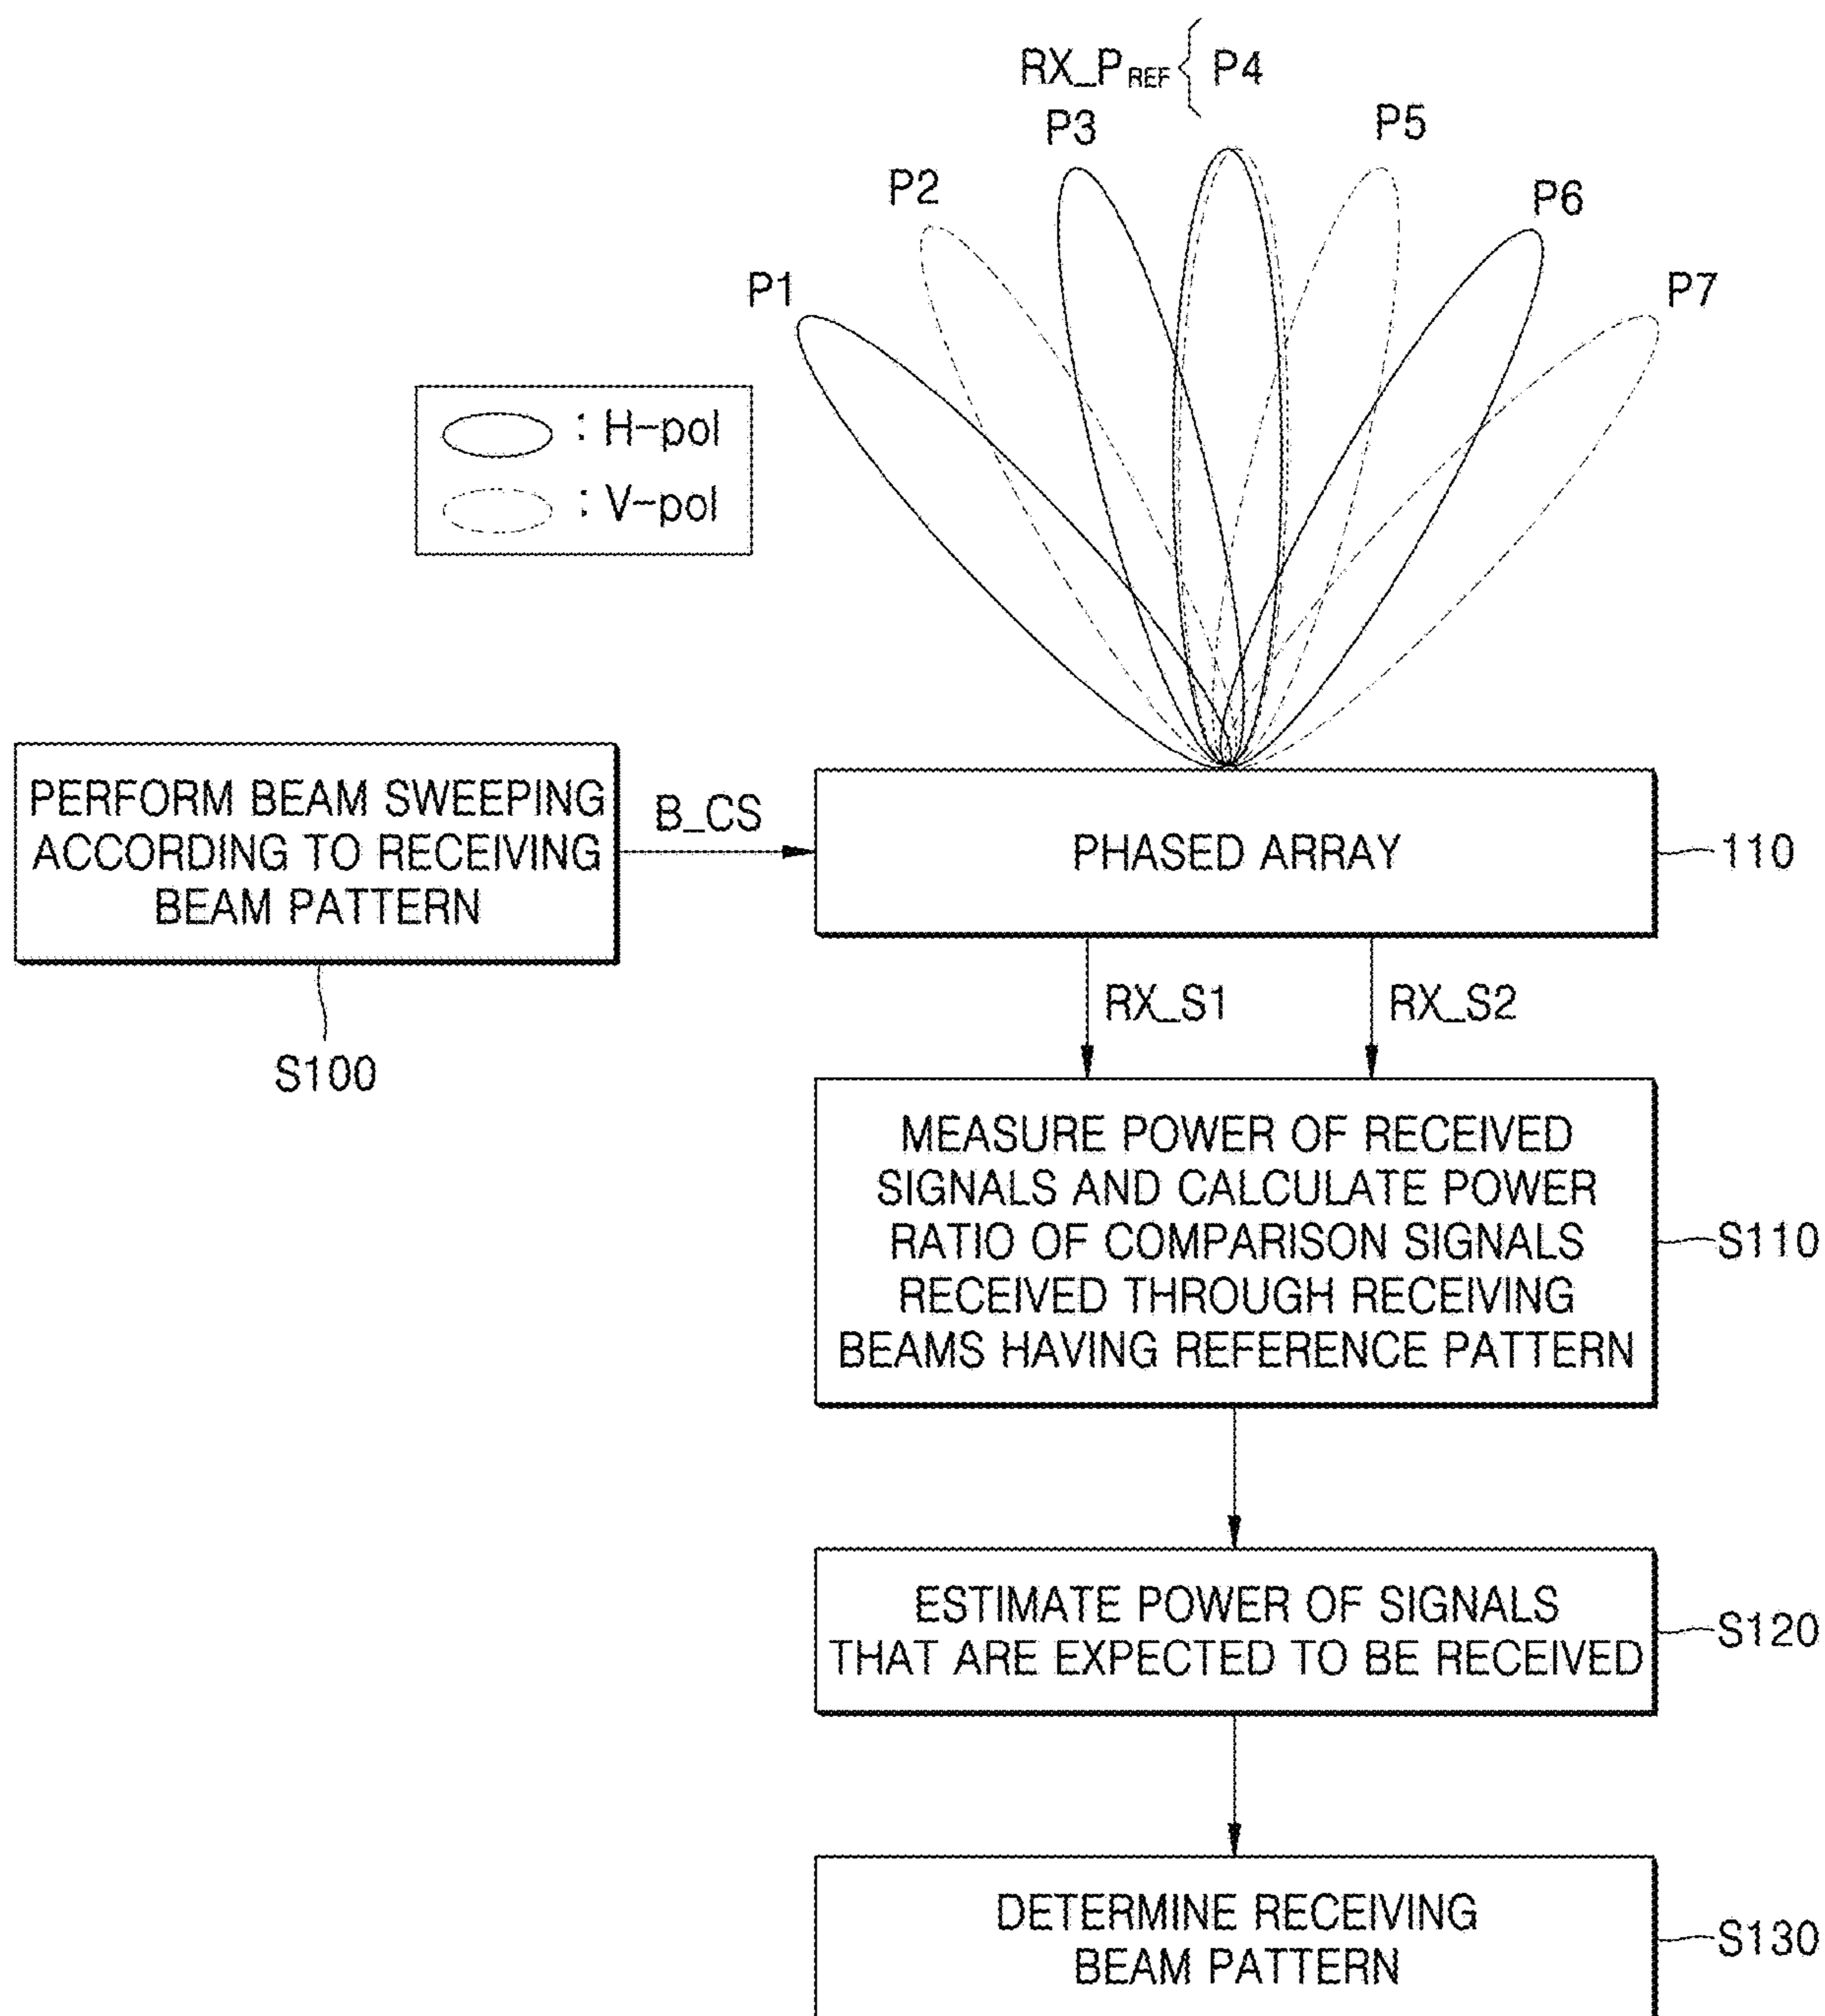 RX_PREF { P4
P3
P5
P2
P6
P1
P7
: H-pol
: V-pol
PERFORM BEAM SWEEPING
ACCORDING TO RECEIVING
BEAM PATTERN
B_CS
PHASED ARRAY
110
S100
RX_S1
RX_S2
MEASURE POWER OF RECEIVED
SIGNALS AND CALCULATE POWER
RATIO OF COMPARISON SIGNALS
RECEIVED THROUGH RECEIVING
BEAMS HAVING REFERENCE PATTERN
S110
ESTIMATE POWER OF SIGNALS
THAT ARE EXPECTED TO BE RECEIVED
S120
DETERMINE RECEIVING
BEAM PATTERN
S130